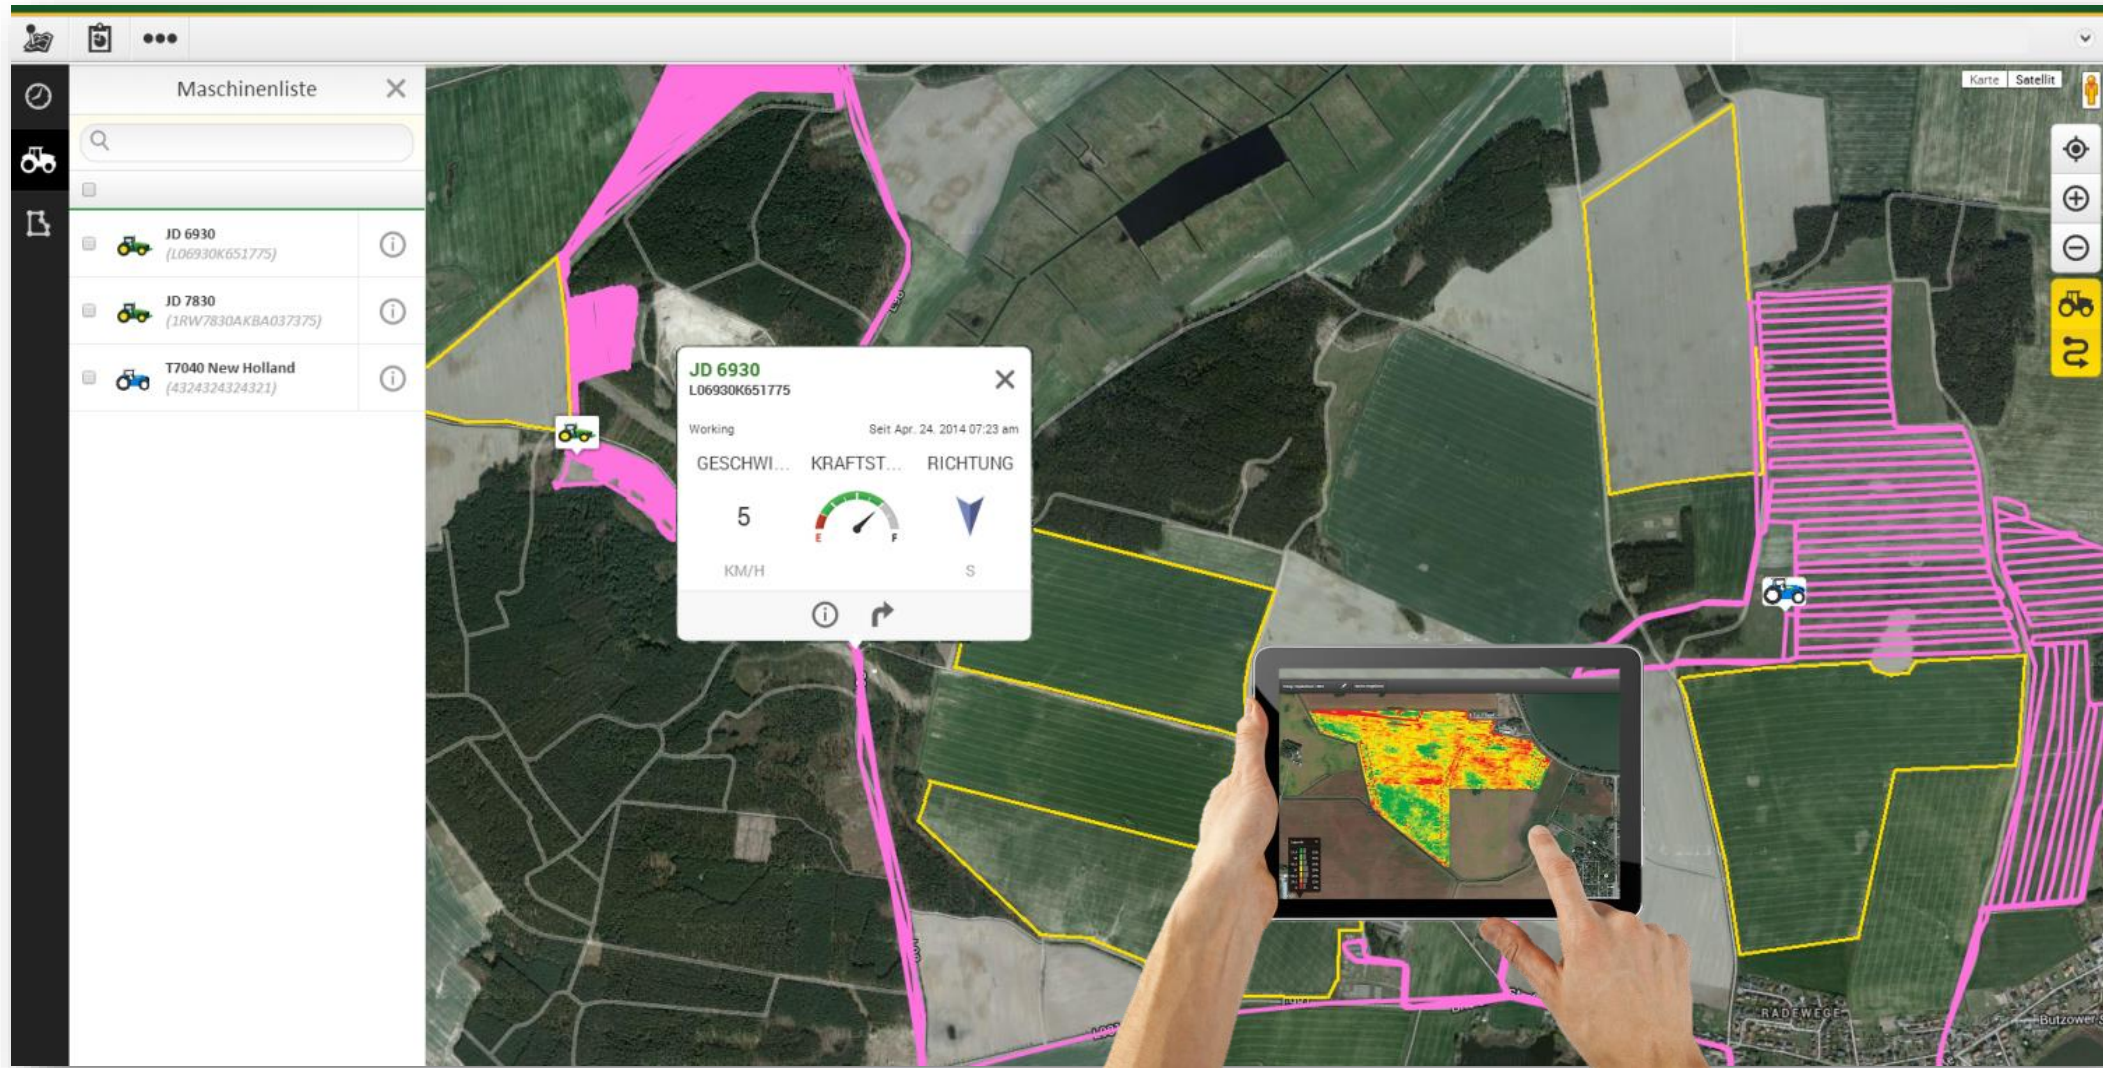 Maschinenliste
JD 6930
(L06930K651775)
JD 7830
(1RW7830AKBA037375)
T7040 New Holland
(4324324324321)
Karte
Satellit
JD 6930
L06930K651775
Working
Seit Apr. 24. 2014 07:23 am
GESCHWI...
KRAFTST...
RICHTUNG
5
E
F
KM/H
S
L98
RADEWEGE
Butzower S